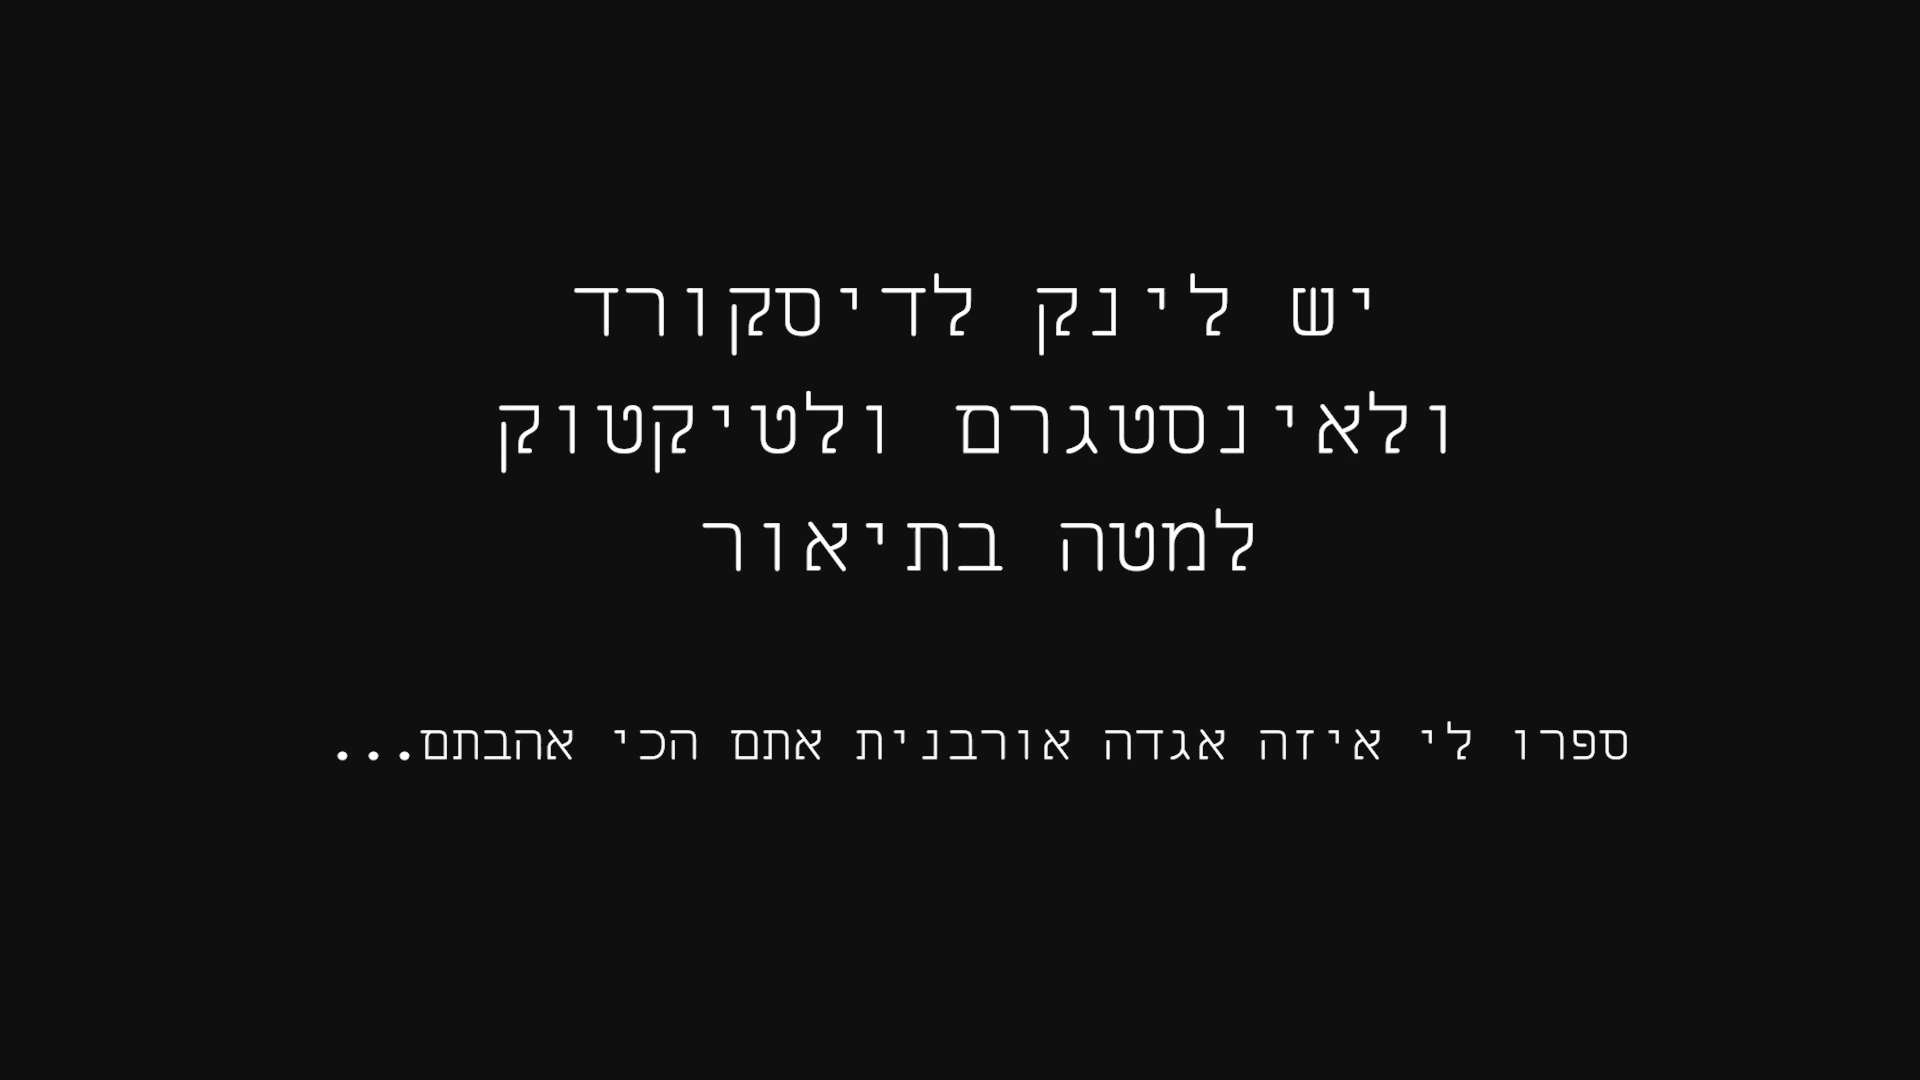 יש לינק לדיסקורד
ולאינסטגרם ולטיקטוק
למטה בתיאור
ספרו לי איזה אגדה אורבנית אתם הכי אהבתם...